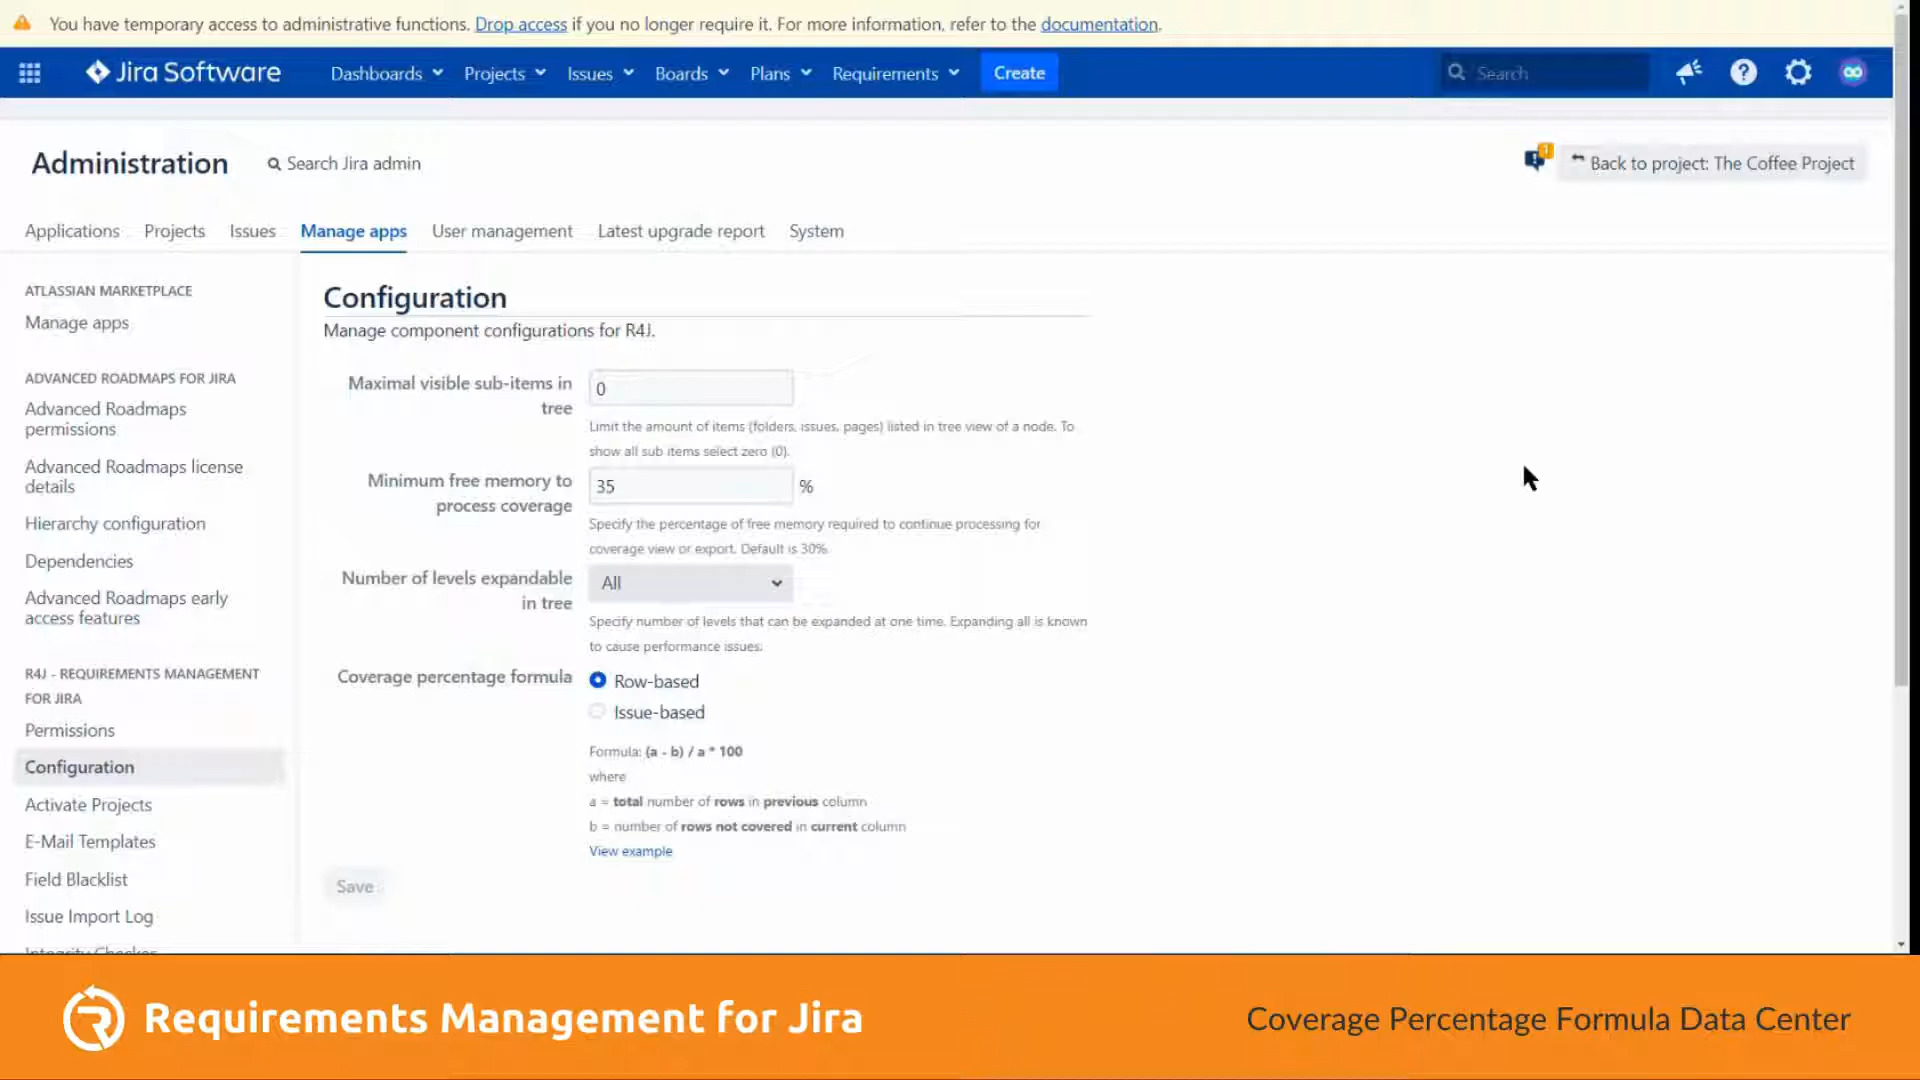 You have temporary access to administrative functions. Drop access if you no longer require it. For more information, refer to the documentation.
Jira Software Dashboards Projects Issues Boards Plans Requirements Create Search
Administration Search Jira admin Back to project: The Coffee Project
Applications Projects Issues Manage apps User management Latest upgrade report System
ATLASSIAN MARKETPLACE
Manage apps
ADVANCED ROADMAPS FOR JIRA
Advanced Roadmaps
permissions
Advanced Roadmaps license
details
Hierarchy configuration
Dependencies
Advanced Roadmaps early
access features
R4J - REQUIREMENTS MANAGEMENT
FOR JIRA
Permissions
Configuration
Activate Projects
E-Mail Templates
Field Blacklist
Issue Import Log
Integrity Checker
Configuration
Manage component configurations for R4J.
Maximal visible sub-items in
tree
0
Limit the amount of items (folders, issues, pages) listed in tree view of a node. To
show all sub items select zero (0).
Minimum free memory to
process coverage
35 %
Specify the percentage of free memory required to continue processing for
coverage view or export. Default is 30%.
Number of levels expandable
in tree
All
Specify number of levels that can be expanded at one time. Expanding all is known
to cause performance issues.
Coverage percentage formula
Row-based
Issue-based
Formula: (a - b) / a * 100
where
a = total number of rows in previous column
b = number of rows not covered in current column
View example
Save
Requirements Management for Jira
Coverage Percentage Formula Data Center